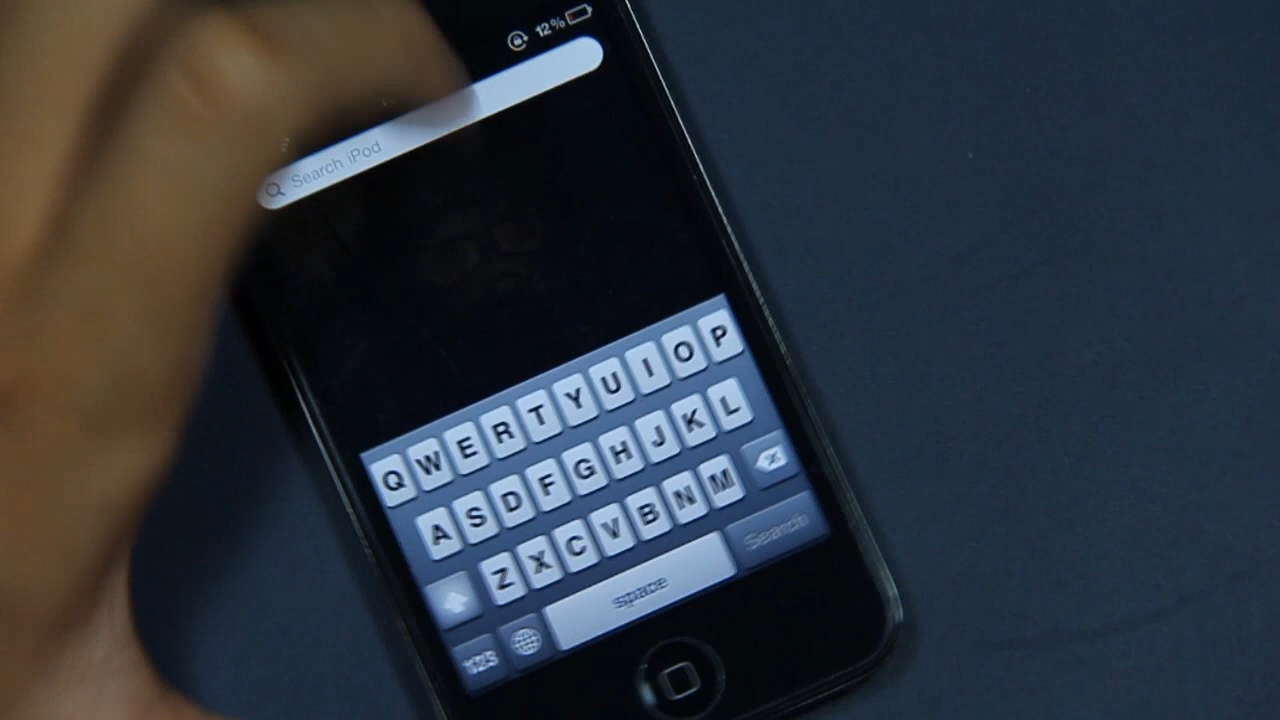 12%
Search iPod
Q W E R T Y U I O P
A S D F G H J K L
Z X C V B N M
123 space Search